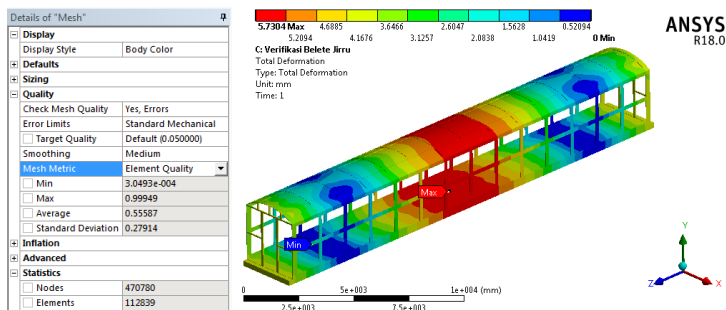 Details of "Mesh"
Display
Display Style Body Color
Defaults
Sizing
Quality
Check Mesh Quality Yes, Errors
Error Limits Standard Mechanical
Target Quality Default (0.050000)
Smoothing Medium
Mesh Metric Element Quality
Min 3.0493e-004
Max 0.99949
Average 0.55587
Standard Deviation 0.27914
Inflation
Advanced
Statistics
Nodes 470780
Elements 112839
5.7304 Max 4.6885 3.6466 2.6047 1.5628 0.52094
5.2094 4.1676 3.1257 2.0838 1.0419 0 Min
C: Verifikasi Belete Jirru
Total Deformation
Type: Total Deformation
Unit: mm
Time: 1
ANSYS
R18.0
Max
Min
Y
Z
X
0 5e+003 1e+004 (mm)
2.5e+003 7.5e+003